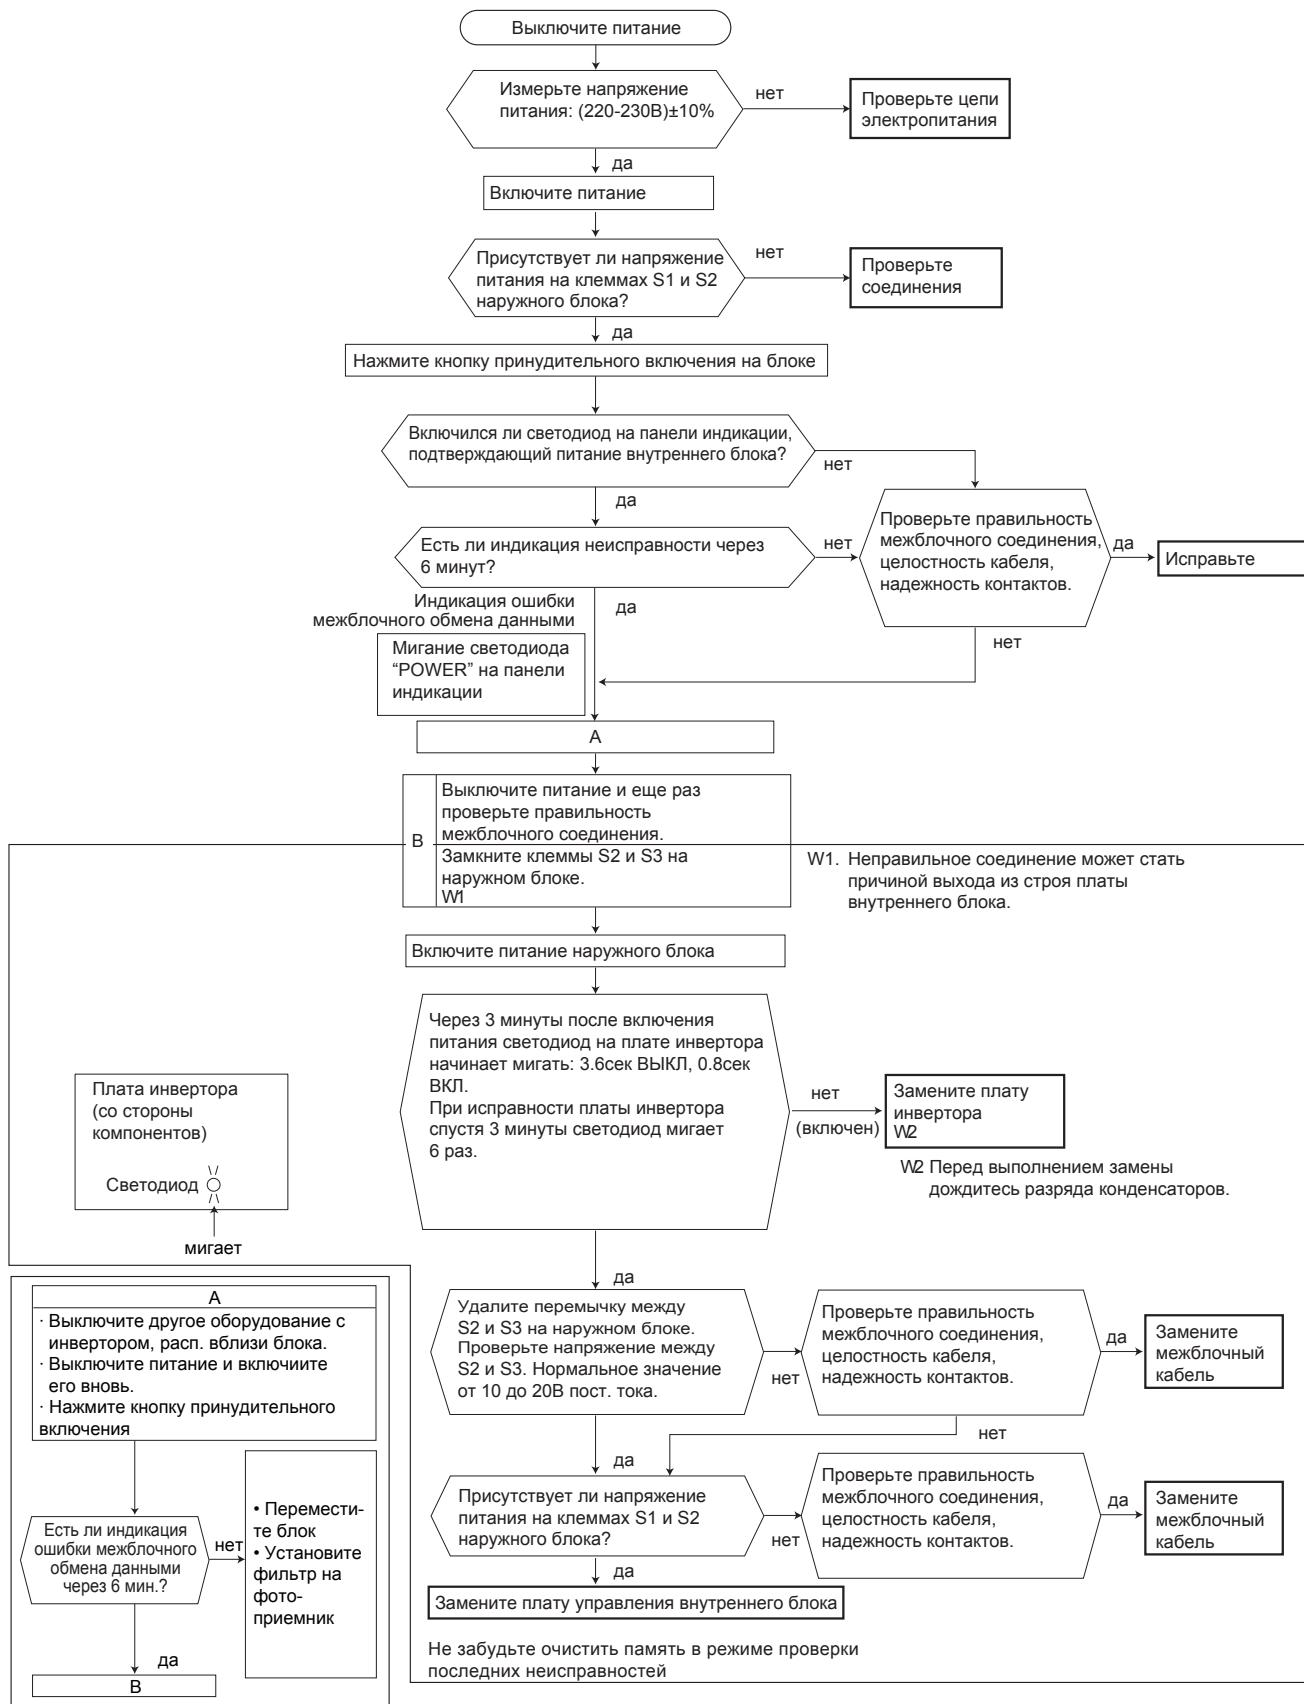 Выключите питание
Измерьте напряжение
питания: (220-230В)±10%
нет
Проверьте цепи
электропитания
да
Включите питание
Присутствует ли напряжение
питания на клеммах S1 и S2
наружного блока?
нет
Проверьте
соединения
да
Нажмите кнопку принудительного включения на блоке
Включился ли светодиод на панели индикации,
подтверждающий питание внутреннего блока?
нет
да
Есть ли индикация неисправности через
6 минут?
нет
Проверьте правильность
межблочного соединения,
целостность кабеля,
надежность контактов.
да
Исправьте
Индикация ошибки
межблочного обмена данными
да
нет
Мигание светодиода
“POWER” на панели
индикации
A
B
Выключите питание и еще раз
проверьте правильность
межблочного соединения.
Замкните клеммы S2 и S3 на
наружном блоке.
W1
W1. Неправильное соединение может стать
причиной выхода из строя платы
внутреннего блока.
Включите питание наружного блока
Через 3 минуты после включения
питания светодиод на плате инвертора
начинает мигать: 3.6сек ВЫКЛ, 0.8сек
ВКЛ.
При исправности платы инвертора
спустя 3 минуты светодиод мигает
6 раз.
нет
(включен)
Замените плату
инвертора
W2
W2 Перед выполнением замены
дождитесь разряда конденсаторов.
Плата инвертора
(со стороны
компонентов)
Светодиод
мигает
да
Удалите перемычку между
S2 и S3 на наружном блоке.
Проверьте напряжение между
S2 и S3. Нормальное значение
от 10 до 20В пост. тока.
нет
Проверьте правильность
межблочного соединения,
целостность кабеля,
надежность контактов.
да
Замените
межблочный
кабель
нет
да
Присутствует ли напряжение
питания на клеммах S1 и S2
наружного блока?
нет
Проверьте правильность
межблочного соединения,
целостность кабеля,
надежность контактов.
да
Замените
межблочный
кабель
да
Замените плату управления внутреннего блока
Не забудьте очистить память в режиме проверки
последних неисправностей
A
· Выключите другое оборудование с
инвертором, расп. вблизи блока.
· Выключите питание и включиите
его вновь.
· Нажмите кнопку принудительного
включения
Есть ли индикация
ошибки межблочного
обмена данными
через 6 мин.?
нет
• Перемести-
те блок
• Установите
фильтр на
фото-
приемник
да
B